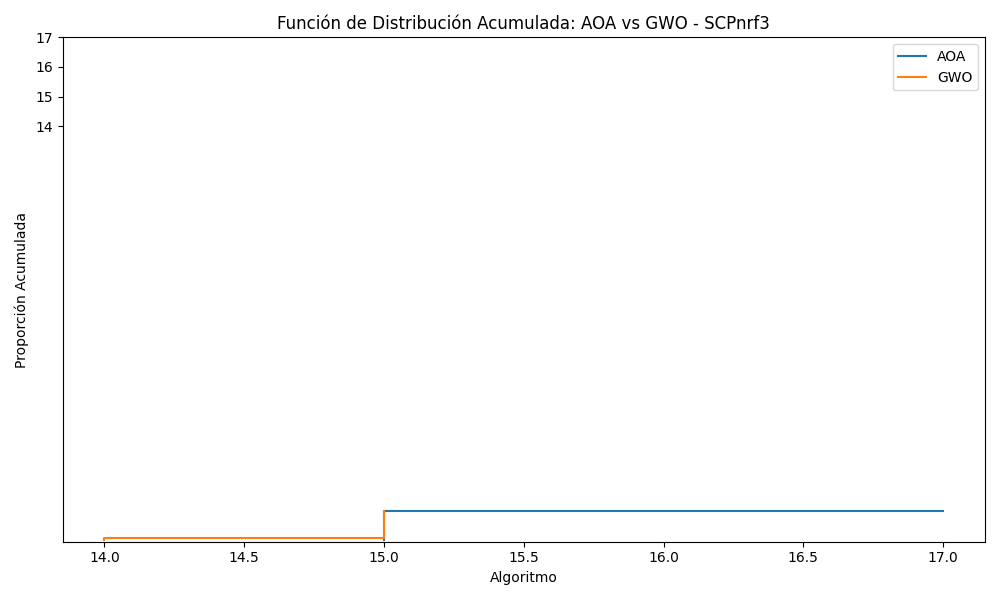 Función de Distribución Acumulada: AOA vs GWO - SCPnrf3
17
16
15
14
AOA
GWO
Proporción Acumulada
14.0 14.5 15.0 15.5 16.0 16.5 17.0
Algoritmo